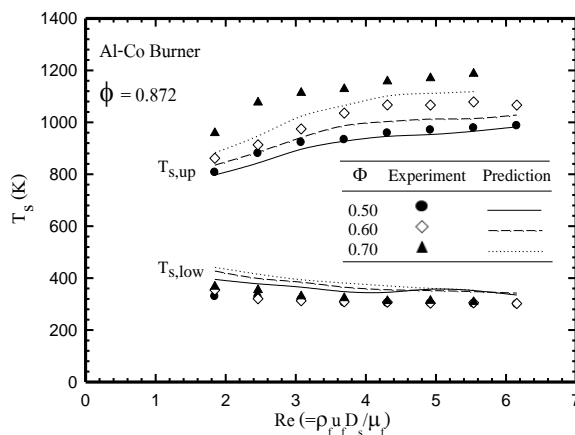 1400
1200
1000
800
600
400
200
0
T_s (K)
Al-Co Burner
ϕ = 0.872
T_s,up
T_s,low
Φ Experiment Prediction
0.50
0.60
0.70
0 1 2 3 4 5 6 7
Re (=ρ_f u_f D_s/μ_f)